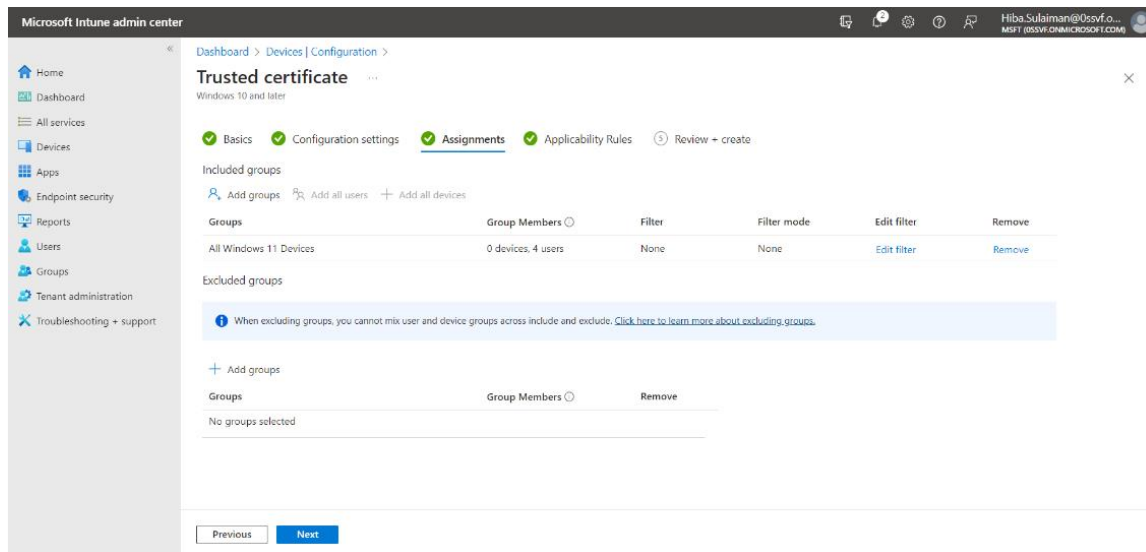 Microsoft Intune admin center
2
Hiba.Sulaiman@0ssvf.o...
MSFT (0SSVF.ONMICROSOFT.COM)
«
Home
Dashboard
All services
Devices
Apps
Endpoint security
Reports
Users
Groups
Tenant administration
Troubleshooting + support
Dashboard > Devices | Configuration >
Trusted certificate ...
Windows 10 and later
Basics Configuration settings Assignments Applicability Rules 5 Review + create
Included groups
Add groups Add all users + Add all devices
Groups Group Members Filter Filter mode Edit filter Remove
All Windows 11 Devices 0 devices, 4 users None None Edit filter Remove
Excluded groups
When excluding groups, you cannot mix user and device groups across include and exclude. Click here to learn more about excluding groups.
+ Add groups
Groups Group Members Remove
No groups selected
Previous Next